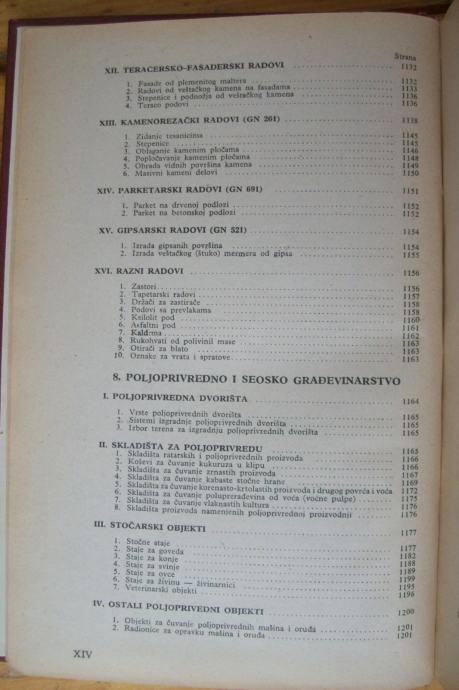 Strana
XII. TERACERSKO-FASADERSKI RADOVI 1132
1. Fasade od plemenitog maltera 1132
2. Radovi od veštačkog kamena na fasadama 1133
3. Stepenice i podnožja od veštačkog kamena 1136
4. Teraco podovi 1136
XIII. KAMENOREZAČKI RADOVI (GN 261) 1138
1. Zidanje tesanicima 1145
2. Stepenice 1145
3. Oblaganje kamenim pločama 1146
4. Popločavanje kamenim pločama 1148
5. Obrada vidnih površina kamena 1149
6. Masivni kameni delovi 1150
XIV. PARKETARSKI RADOVI (GN 691) 1151
1. Parket na drvenoj podlozi 1152
2. Parket na betonskoj podlozi 1152
XV. GIPSARSKI RADOVI (GN 521) 1154
1. Izrada gipsanih površina 1154
2. Izrada veštačkog (štuko) mermera od gipsa 1155
XVI. RAZNI RADOVI 1156
1. Zastori 1156
2. Tapetarski radovi 1157
3. Držači za zastirače 1158
4. Podovi sa prevlakama 1158
5. Ksilolit pod 1160
6. Asfaltni pod 1161
7. Kaldrma 1162
8. Rukohvati od polivinil mase 1163
9. Otirači za blato 1163
10. Oznake za vrata i spratove 1163
8. POLJOPRIVREDNO I SEOSKO GRAĐEVINARSTVO
I. POLJOPRIVREDNA DVORIŠTA 1164
1. Vrste poljoprivrednih dvorišta 1165
2. Sistemi izgradnje poljoprivrednih dvorišta 1165
3. Izbor terena za izgradnju poljoprivrednih dvorišta 1165
II. SKLADIŠTA ZA POLJOPRIVREDU 1165
1. Skladišta ratarskih i poljoprivrednih proizvoda 1166
2. Koševi za čuvanje kukuruza u klipu 1166
3. Skladišta za čuvanje zrnastih proizvoda 1167
4. Skladišta za čuvanje kabaste stočne hrane 1169
5. Skladišta za čuvanje korenasto-krtolastih proizvoda i drugog povrća i voća 1172
6. Skladišta za čuvanje poluprerađevina od voća (voćne pulpe) 1175
7. Skladišta za čuvanje vlaknastih kultura 1176
8. Skladišta proizvoda namenjenih poljoprivrednoj proizvodnji 1176
III. STOČARSKI OBJEKTI 1177
1. Stočne staje 1177
2. Staje za goveda 1182
3. Staje za konje 1188
4. Staje za svinje 1189
5. Staje za ovce 1199
6. Staje za živinu — živinarnici 1195
7. Veterinarski objekti 1196
IV. OSTALI POLJOPRIVEDNI OBJEKTI 1200
1. Objekti za čuvanje poljoprivrednih mašina i oruđa 1201
2. Radionice za opravku mašina i oruđa 1201
XIV